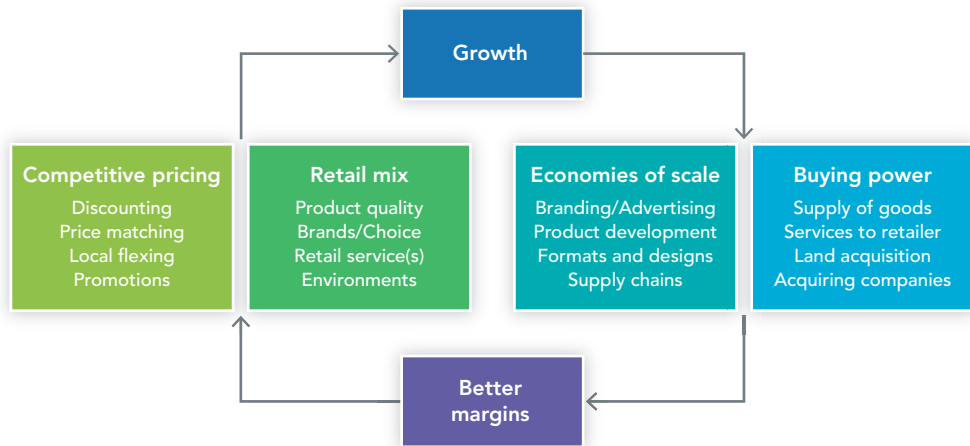 Growth
Competitive pricing
Discounting
Price matching
Local flexing
Promotions
Retail mix
Product quality
Brands/Choice
Retail service(s)
Environments
Economies of scale
Branding/Advertising
Product development
Formats and designs
Supply chains
Buying power
Supply of goods
Services to retailer
Land acquisition
Acquiring companies
Better
margins